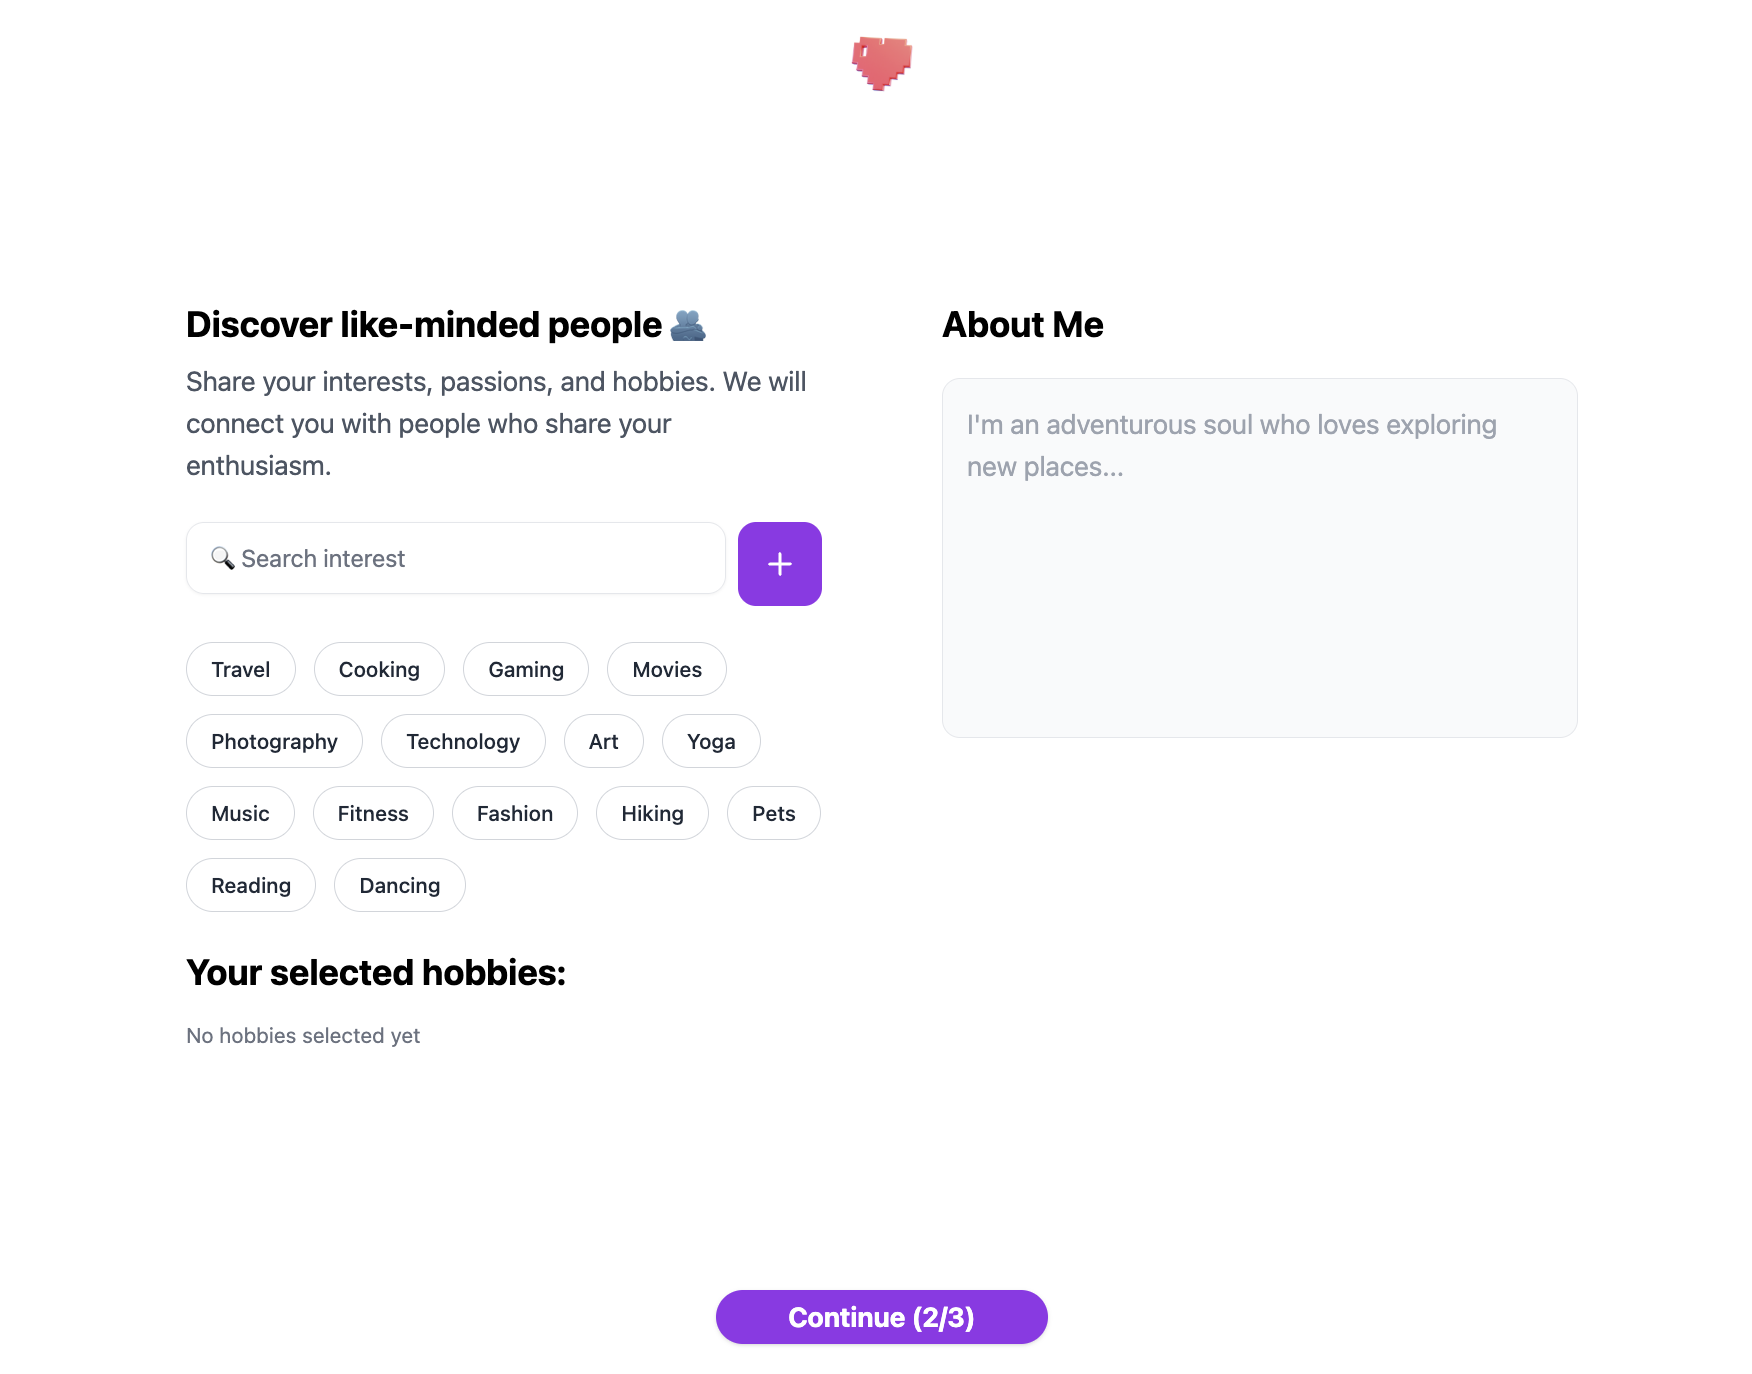 Discover like-minded people 🫂
Share your interests, passions, and hobbies. We will
connect you with people who share your
enthusiasm.
🔍 Search interest
+
Travel
Cooking
Gaming
Movies
Photography
Technology
Art
Yoga
Music
Fitness
Fashion
Hiking
Pets
Reading
Dancing
Your selected hobbies:
No hobbies selected yet
About Me
I'm an adventurous soul who loves exploring
new places...
Continue (2/3)